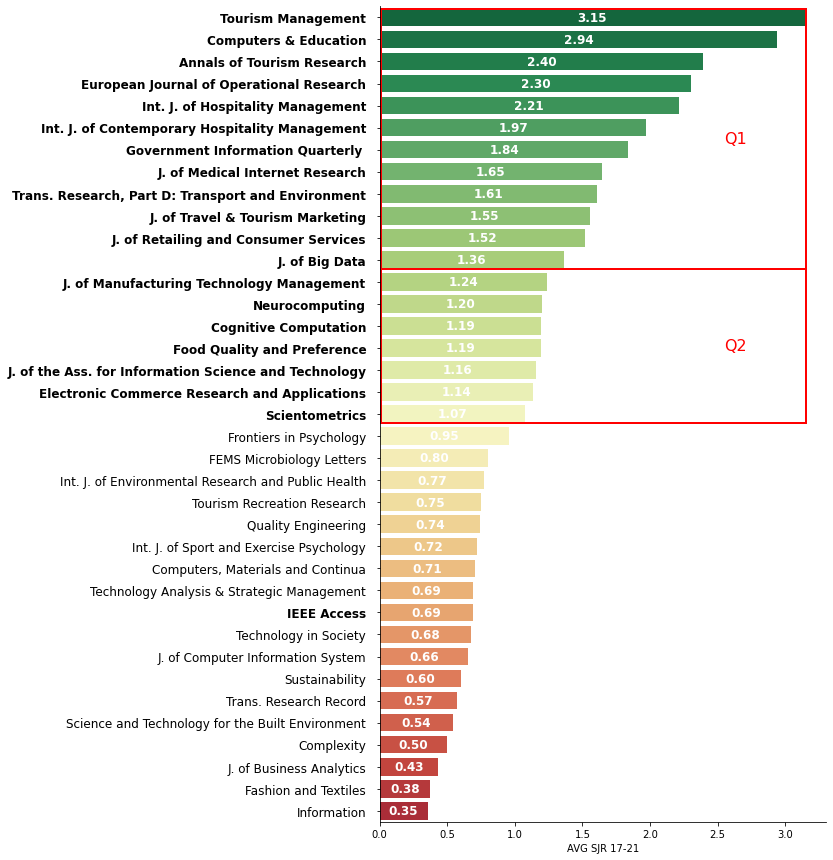 Tourism Management 3.15
Computers & Education 2.94
Annals of Tourism Research 2.40
European Journal of Operational Research 2.30
Int. J. of Hospitality Management 2.21
Int. J. of Contemporary Hospitality Management 1.97
Q1
Government Information Quarterly 1.84
J. of Medical Internet Research 1.65
Trans. Research, Part D: Transport and Environment 1.61
J. of Travel & Tourism Marketing 1.55
J. of Retailing and Consumer Services 1.52
J. of Big Data 1.36
J. of Manufacturing Technology Management 1.24
Neurocomputing 1.20
Cognitive Computation 1.19
Food Quality and Preference 1.19
Q2
J. of the Ass. for Information Science and Technology 1.16
Electronic Commerce Research and Applications 1.14
Scientometrics 1.07
Frontiers in Psychology 0.95
FEMS Microbiology Letters 0.80
Int. J. of Environmental Research and Public Health 0.77
Tourism Recreation Research 0.75
Quality Engineering 0.74
Int. J. of Sport and Exercise Psychology 0.72
Computers, Materials and Continua 0.71
Technology Analysis & Strategic Management 0.69
IEEE Access 0.69
Technology in Society 0.68
J. of Computer Information System 0.66
Sustainability 0.60
Trans. Research Record 0.57
Science and Technology for the Built Environment 0.54
Complexity 0.50
J. of Business Analytics 0.43
Fashion and Textiles 0.38
Information 0.35
0.0 0.5 1.0 1.5 2.0 2.5 3.0
AVG SJR 17-21